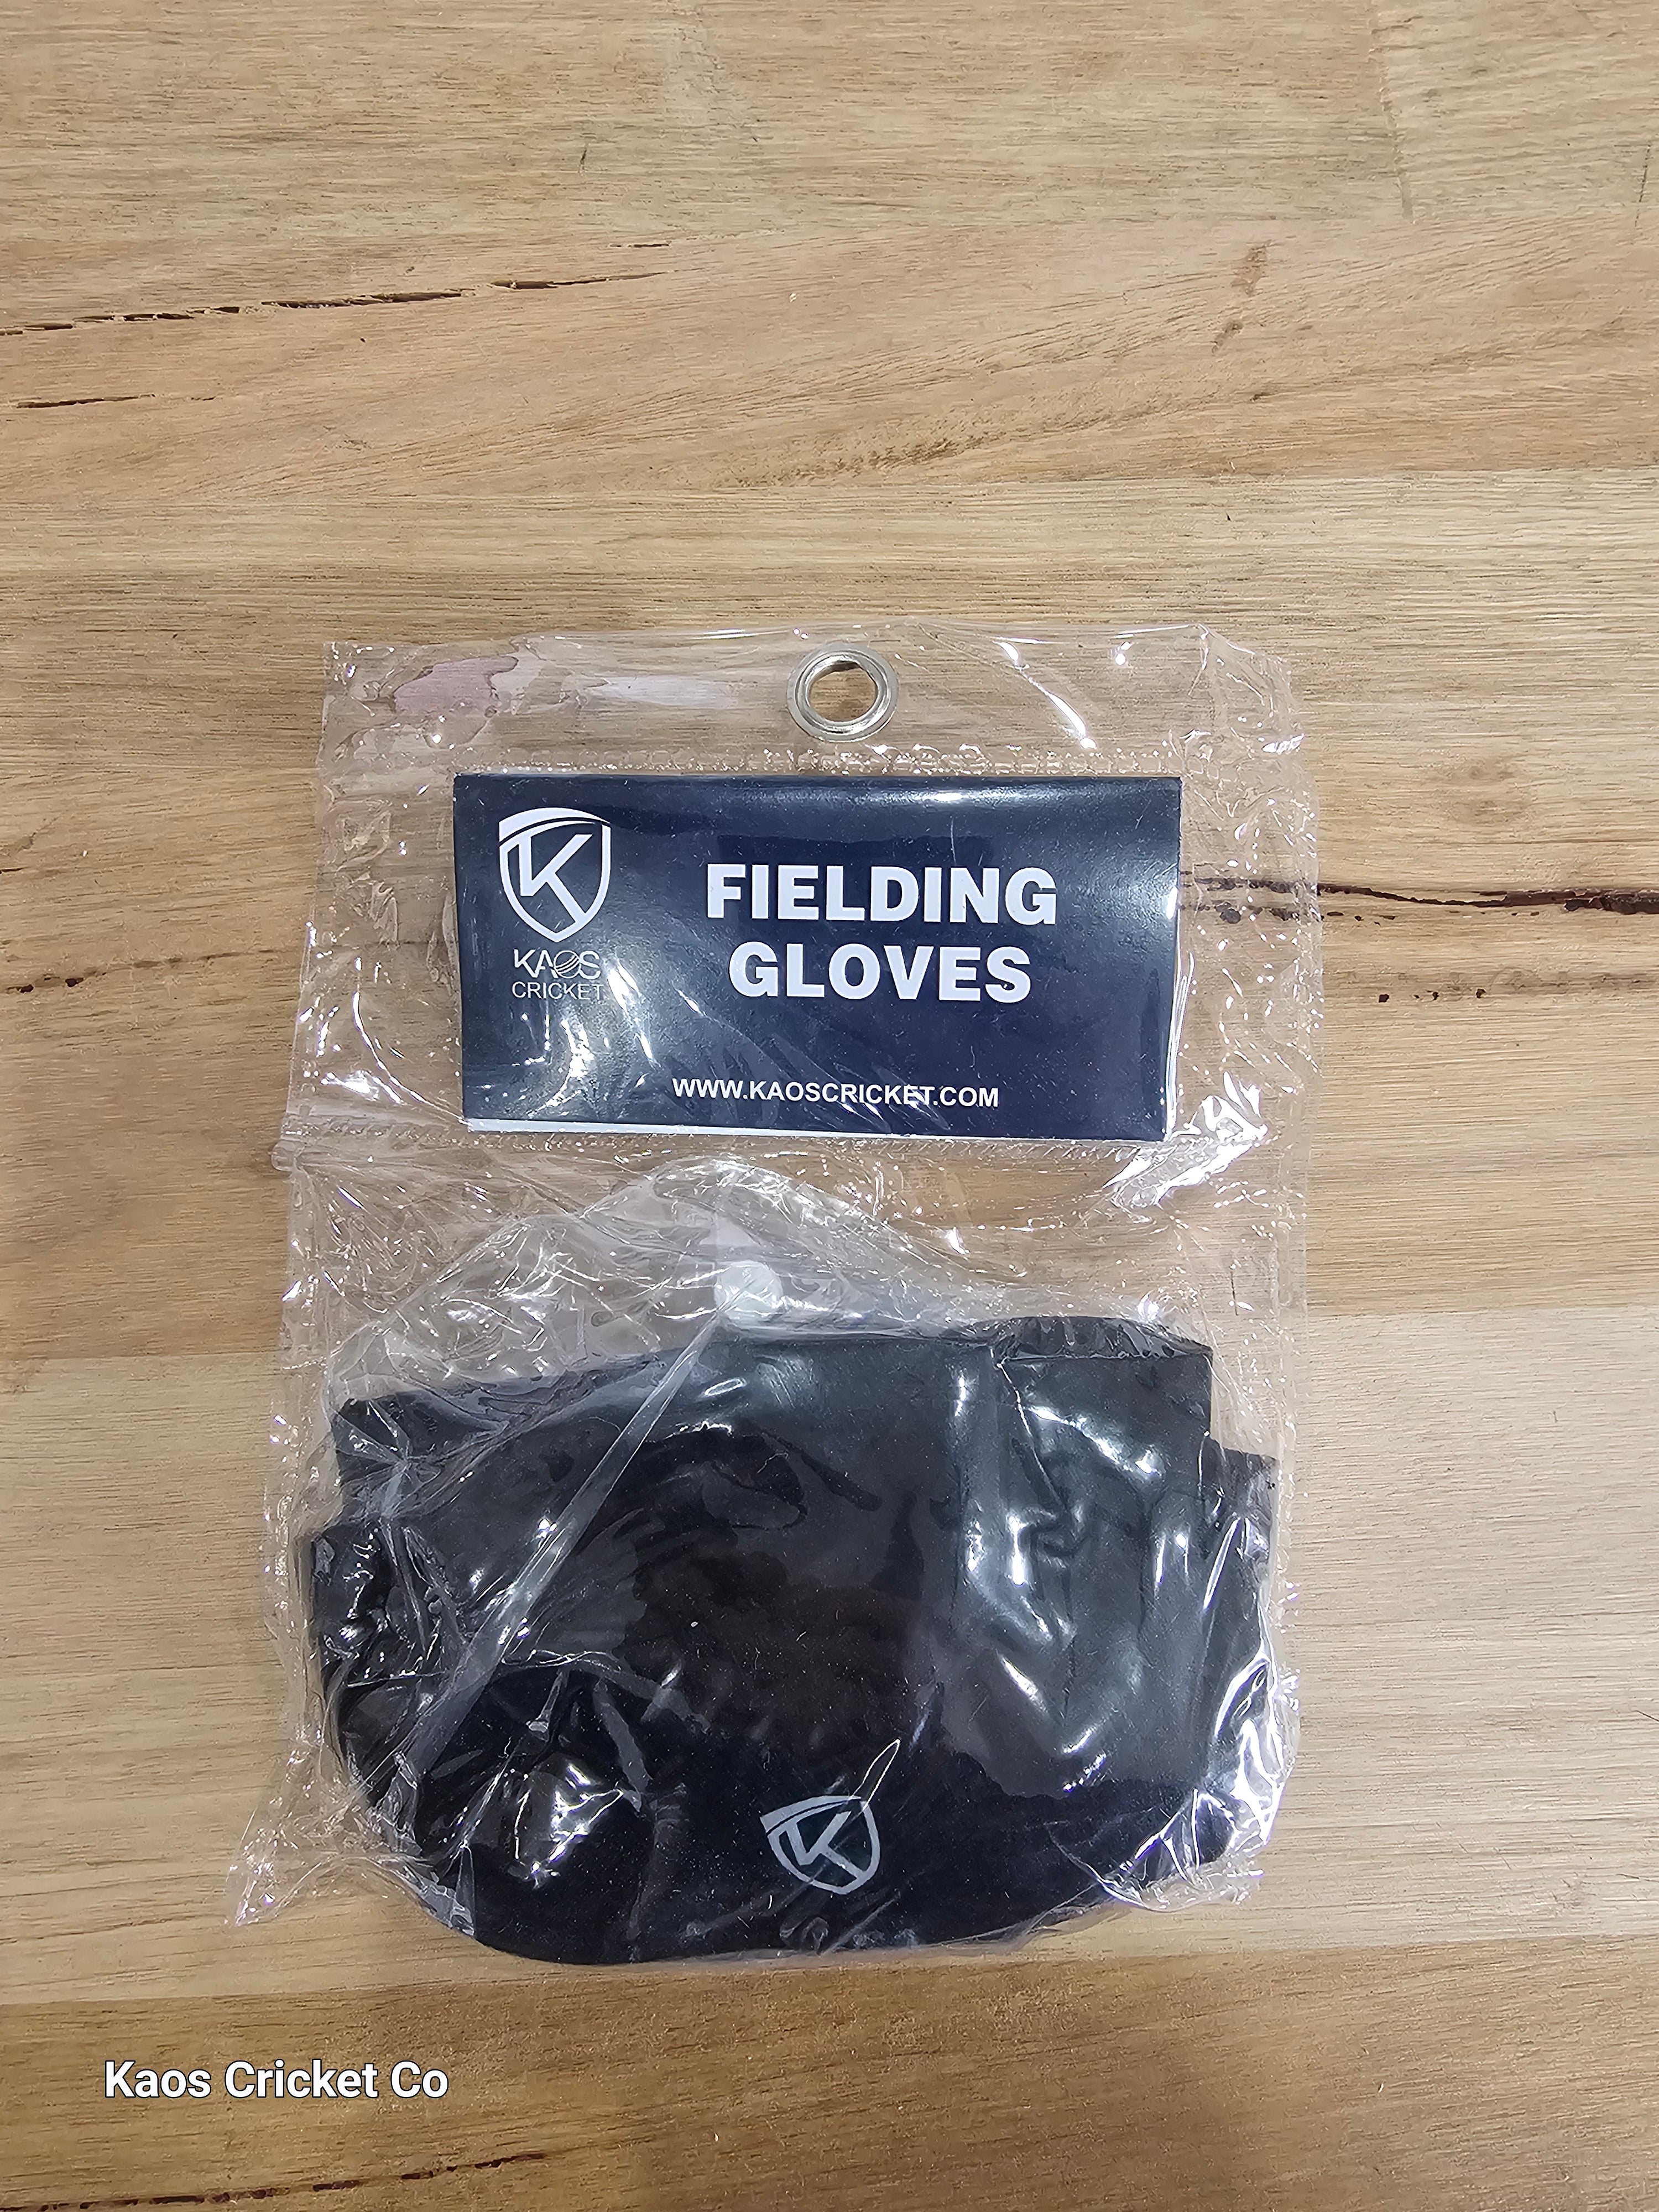 K
KAOS
CRICKET
FIELDING
GLOVES
WWW.KAOSCRICKET.COM
K
Kaos Cricket Co